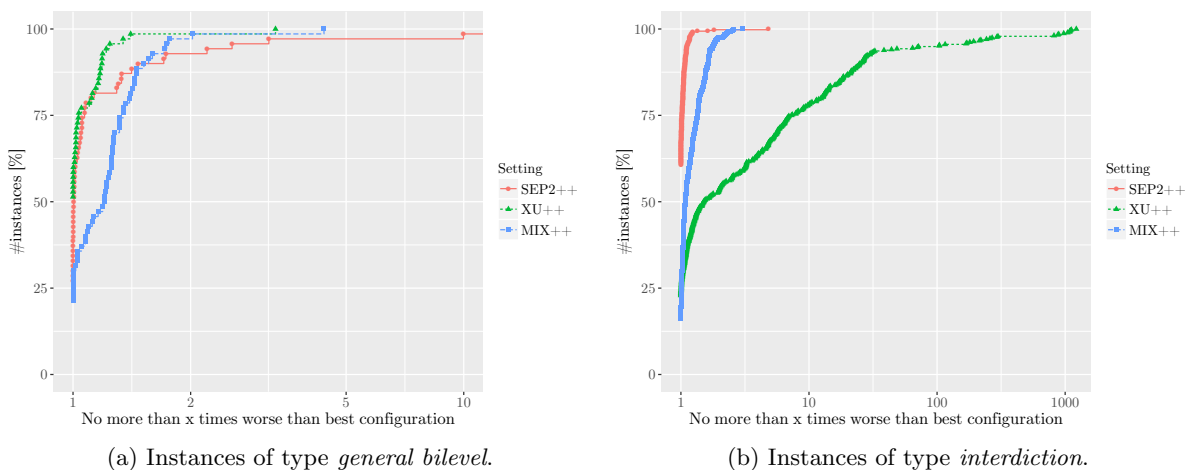 100
75
50
25
0
#instances [%]
1
2
5
10
No more than x times worse than best configuration
Setting
SEP2++
XU++
MIX++
(a) Instances of type general bilevel.
100
75
50
25
0
#instances [%]
1
10
100
1000
No more than x times worse than best configuration
Setting
SEP2++
XU++
MIX++
(b) Instances of type interdiction.